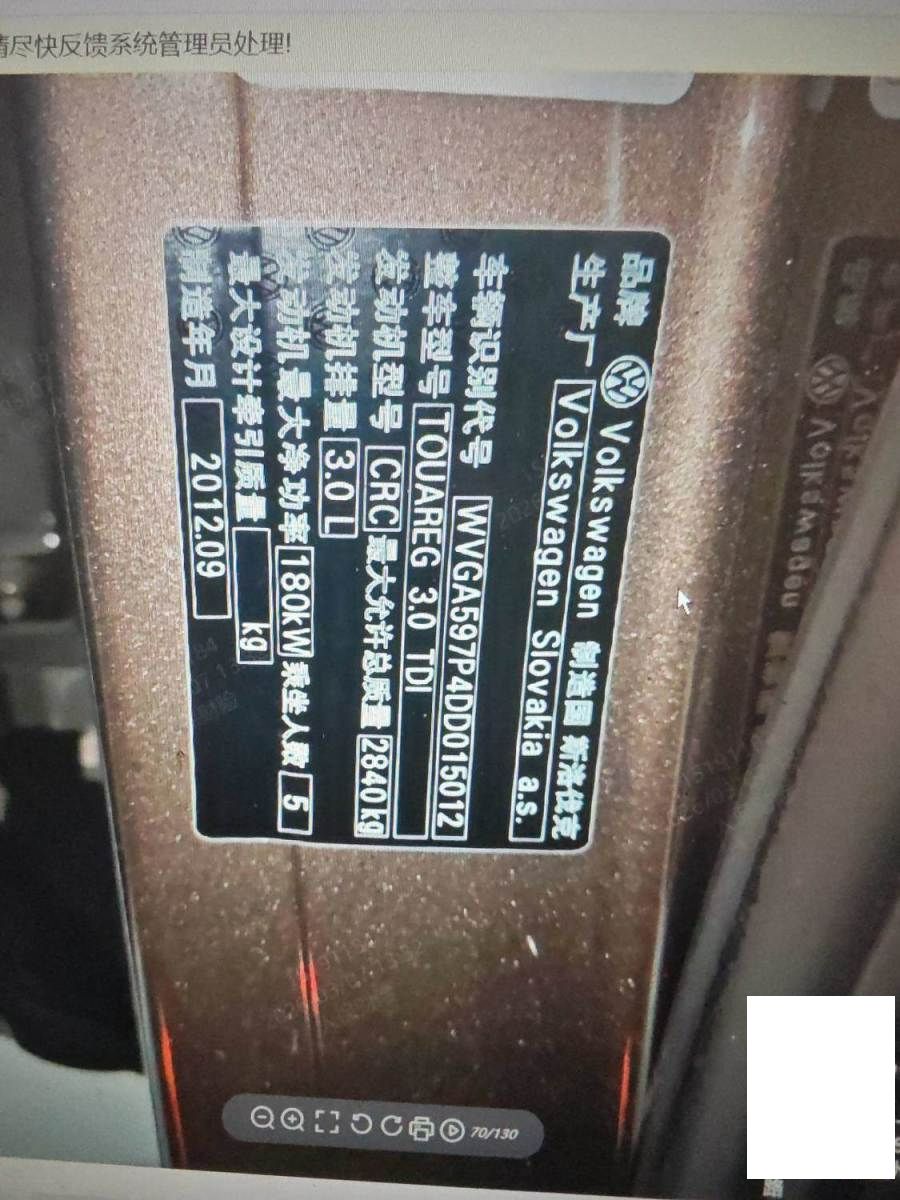 请尽快反馈系统管理员处理!
品牌 Volkswagen 制造国 斯洛伐克
生产厂 Volkswagen Slovakia a.s.
车辆识别代号 WVGA597P4DD015012
整车型号 TOUAREG 3.0 TDI
发动机型号 CRC 最大允许总质量 2840kg
发动机排量 3.0 L
发动机最大净功率 180kW 乘坐人数 5
最大设计牵引质量 kg
制造年月 2012.09
70/130